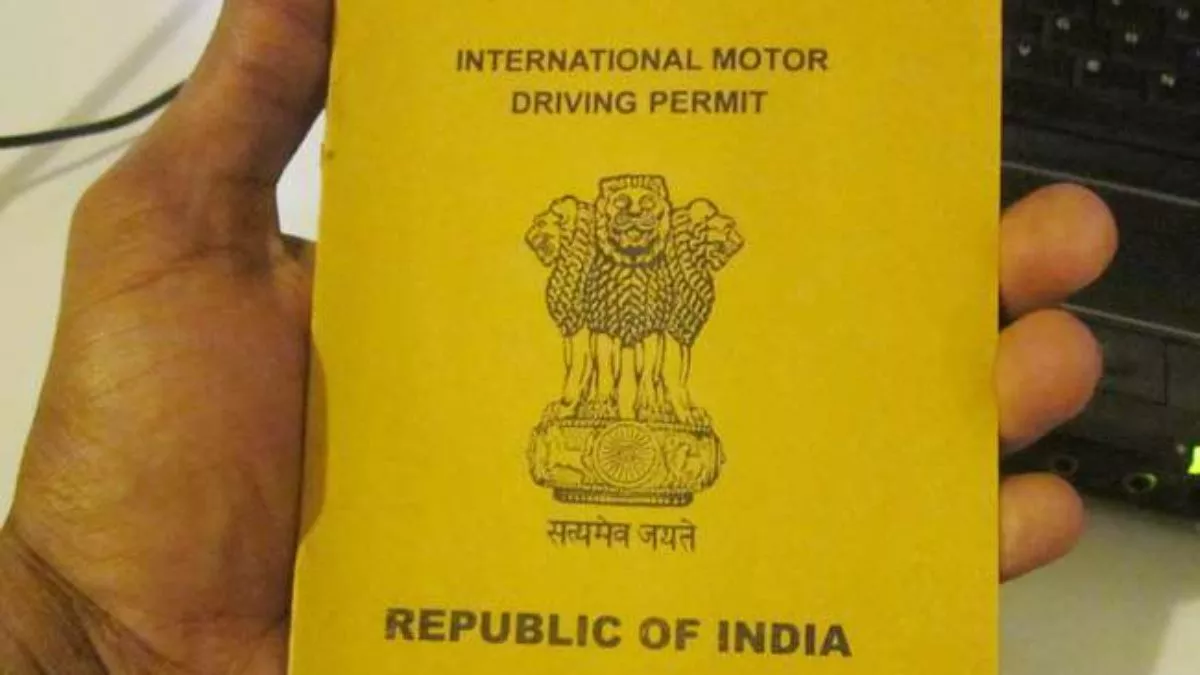 INTERNATIONAL MOTOR
DRIVING PERMIT
सत्यमेव जयते
REPUBLIC OF INDIA